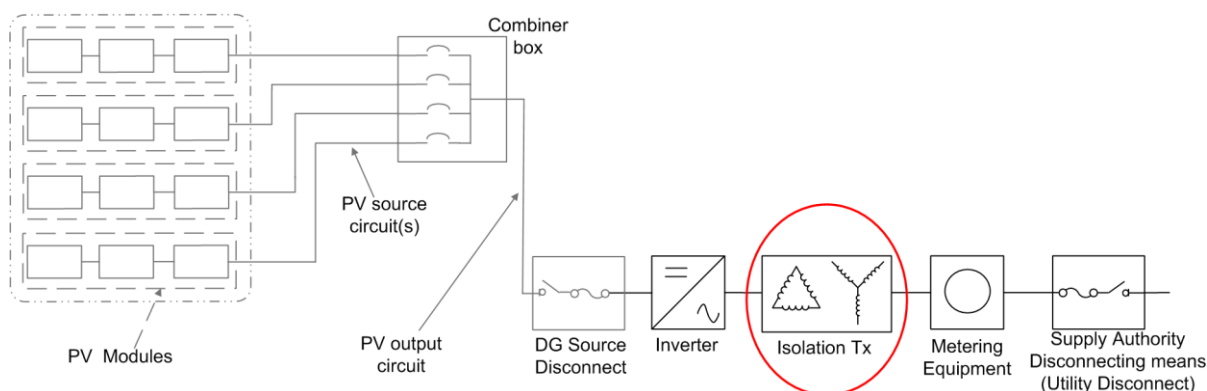 Combiner
box
PV source
circuit(s)
PV Modules
PV output
circuit
DG Source
Disconnect
Inverter
Isolation Tx
Metering
Equipment
Supply Authority
Disconnecting means
(Utility Disconnect)